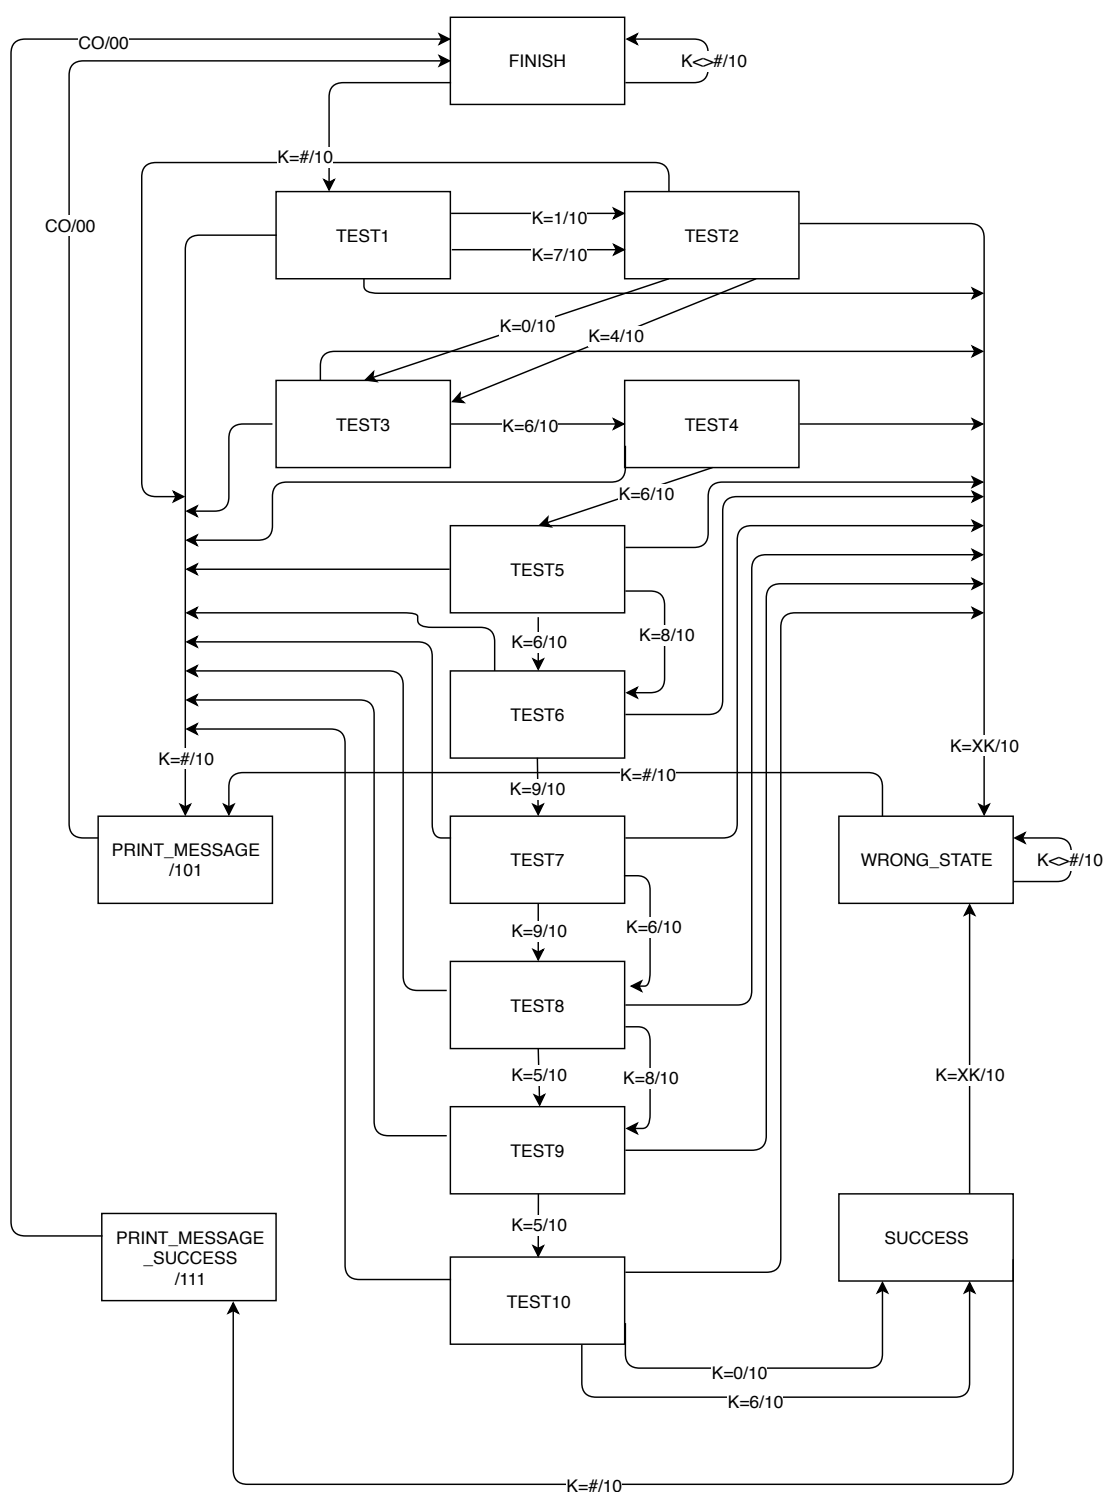 CO/00
FINISH
K<>#/10
K=#/10
CO/00
TEST1
K=1/10
K=7/10
TEST2
K=0/10
K=4/10
TEST3
K=6/10
TEST4
K=6/10
TEST5
K=6/10
K=8/10
TEST6
K=#/10
K=XK/10
K=#/10
K=9/10
PRINT_MESSAGE
/101
TEST7
WRONG_STATE
K<>#/10
K=9/10
K=6/10
TEST8
K=5/10
K=8/10
K=XK/10
TEST9
K=5/10
PRINT_MESSAGE
_SUCCESS
/111
SUCCESS
TEST10
K=0/10
K=6/10
K=#/10